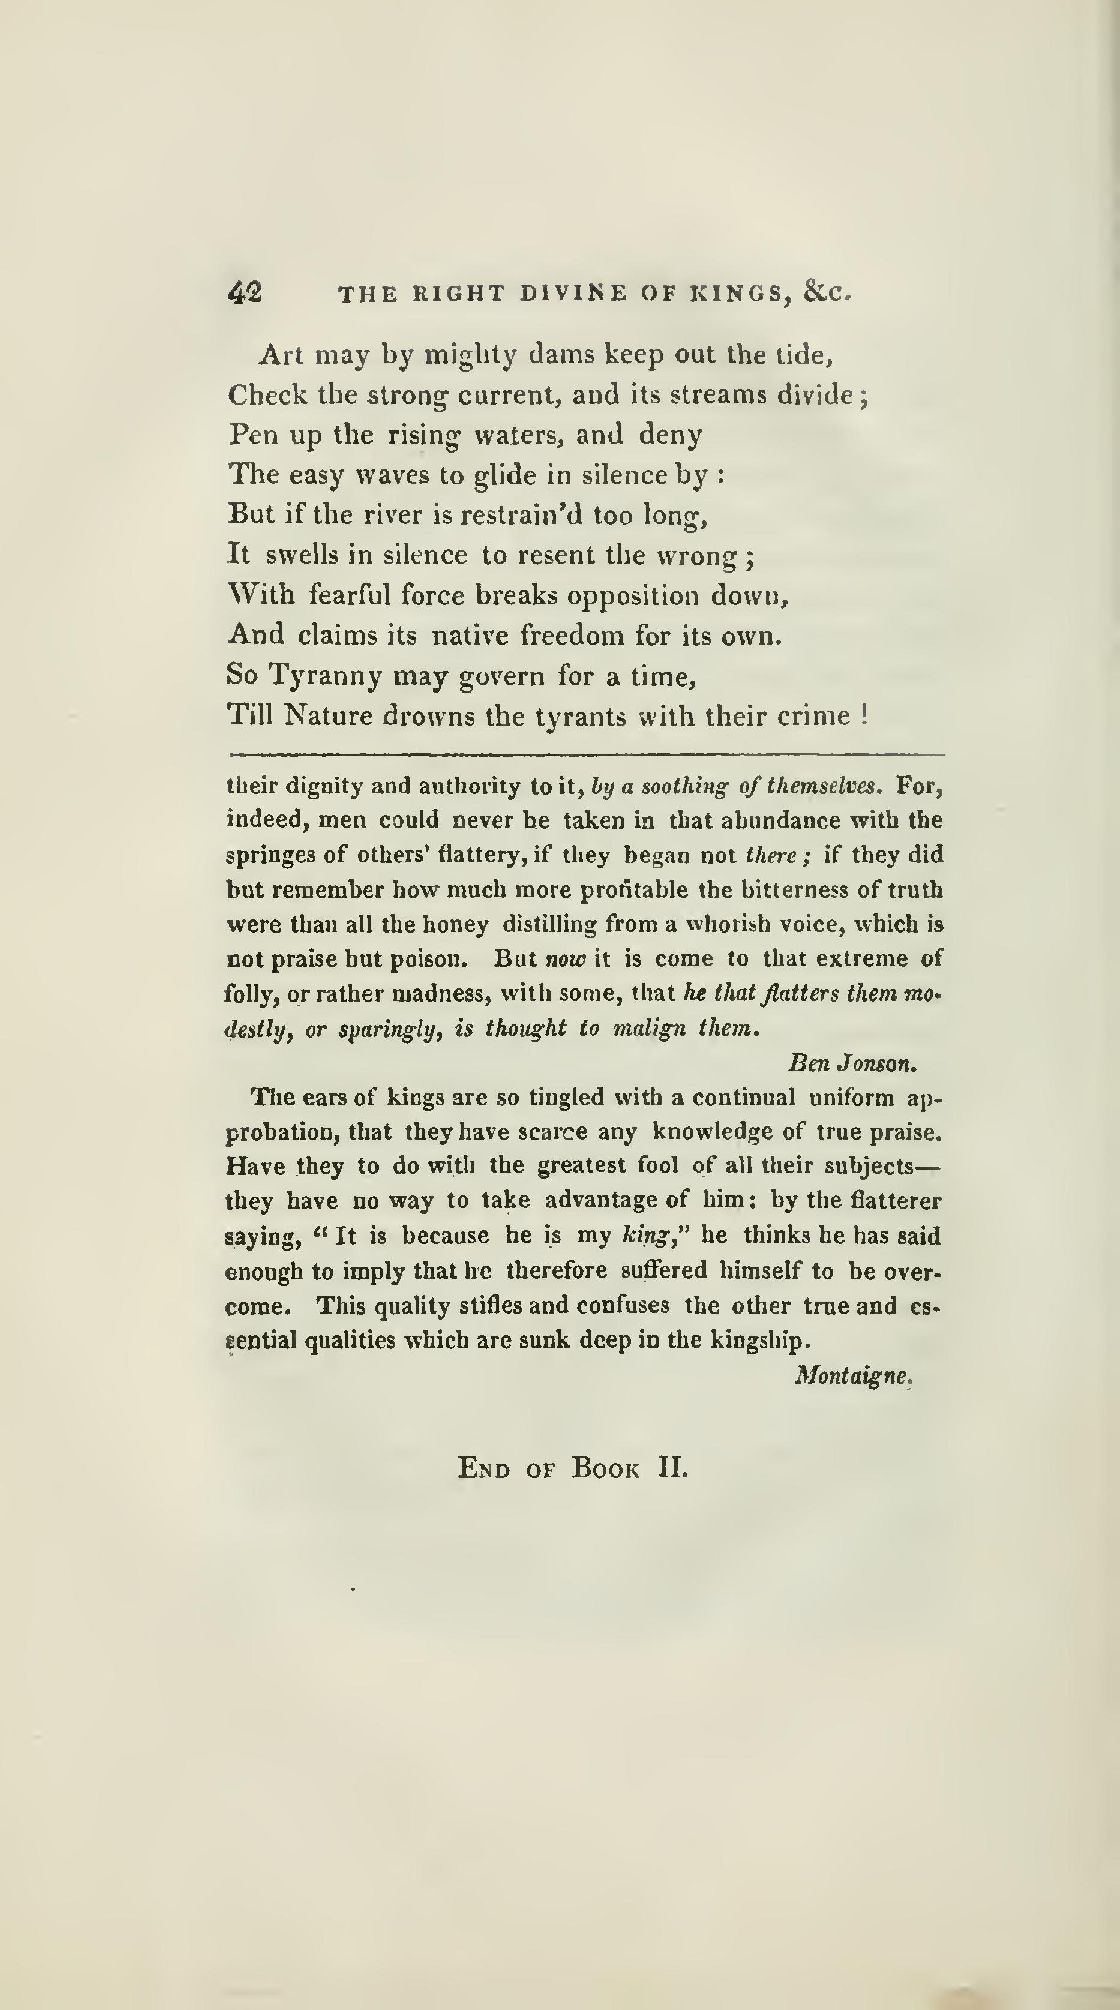 42 THE RIGHT DIVINE OF KINGS, &c.
Art may by mighty dams keep out the tide,
Check the strong current, and its streams divide;
Pen up the rising waters, and deny
The easy waves to glide in silence by :
But if the river is restrain'd too long,
It swells in silence to resent the wrong;
With fearful force breaks opposition down,
And claims its native freedom for its own.
So Tyranny may govern for a time,
Till Nature drowns the tyrants with their crime !
their dignity and authority to it, by a soothing of themselves. For,
indeed, men could never be taken in that abundance with the
springes of others' flattery, if they began not there; if they did
but remember how much more profitable the bitterness of truth
were than all the honey distilling from a whorish voice, which is
not praise but poison. But now it is come to that extreme of
folly, or rather madness, with some, that he that flatters them mo-
destly, or sparingly, is thought to malign them.
Ben Jonson.
The ears of kings are so tingled with a continual uniform ap-
probation, that they have scarce any knowledge of true praise.
Have they to do with the greatest fool of all their subjects—
they have no way to take advantage of him: by the flatterer
saying, "It is because he is my king," he thinks he has said
enough to imply that he therefore suffered himself to be over-
come. This quality stifles and confuses the other true and es-
sential qualities which are sunk deep in the kingship.
Montaigne.
END OF BOOK II.